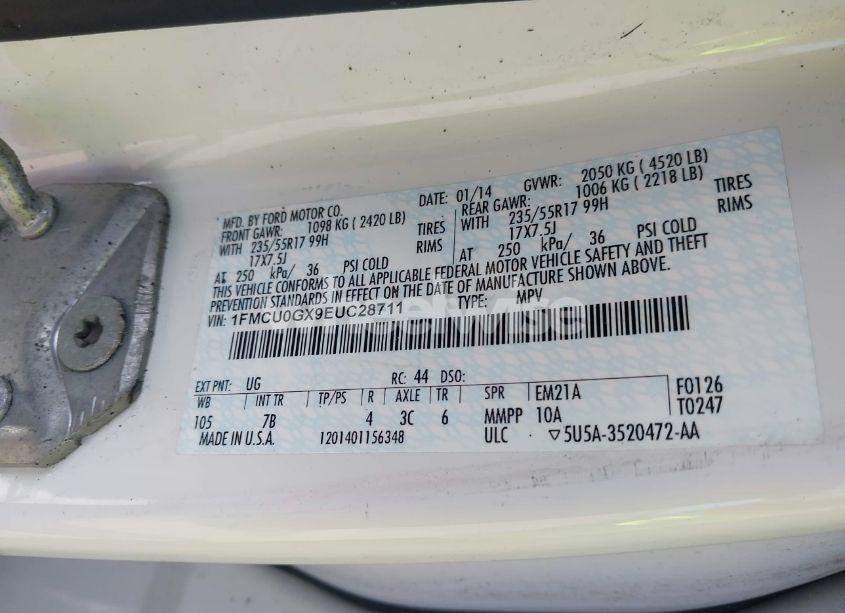 MFD. BY FORD MOTOR CO.
DATE: 01/14 GVWR: 2050 KG ( 4520 LB)
FRONT GAWR: 1098 KG ( 2420 LB) REAR GAWR: 1006 KG ( 2218 LB)
WITH 235/55R17 99H TIRES WITH 235/55R17 99H TIRES
17X7.5J RIMS 17X7.5J RIMS
AT 250 kPa/ 36 PSI COLD AT 250 kPa/ 36 PSI COLD
THIS VEHICLE CONFORMS TO ALL APPLICABLE FEDERAL MOTOR VEHICLE SAFETY AND THEFT
PREVENTION STANDARDS IN EFFECT ON THE DATE OF MANUFACTURE SHOWN ABOVE.
VIN: 1FMCU0GX9EUC28711 TYPE: MPV
EXT PNT: UG RC: 44 DSO:
WB INT TR TP/PS R AXLE TR SPR EM21A F0126
105 7B 4 3C 6 MMPP 10A T0247
MADE IN U.S.A. 1201401156348 ULC ▽5U5A-3520472-AA